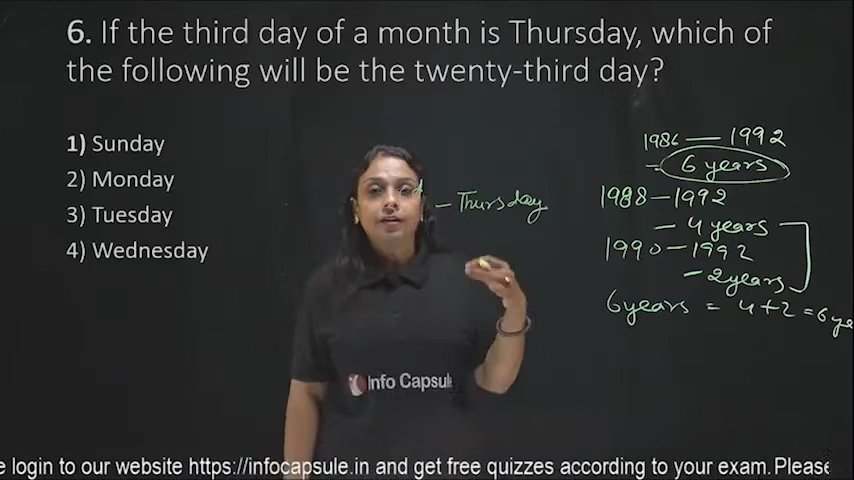 6. If the third day of a month is Thursday, which of
the following will be the twenty-third day?
1) Sunday
2) Monday
3) Tuesday
4) Wednesday
- Thursday
1986 — 1992
= 6 years
1988 — 1992
— 4 years
1990 — 1992
— 2 years
6 years = 4 + 2 = 6 ye
Info Capsule
e login to our website https://infocapsule.in and get free quizzes according to your exam. Please